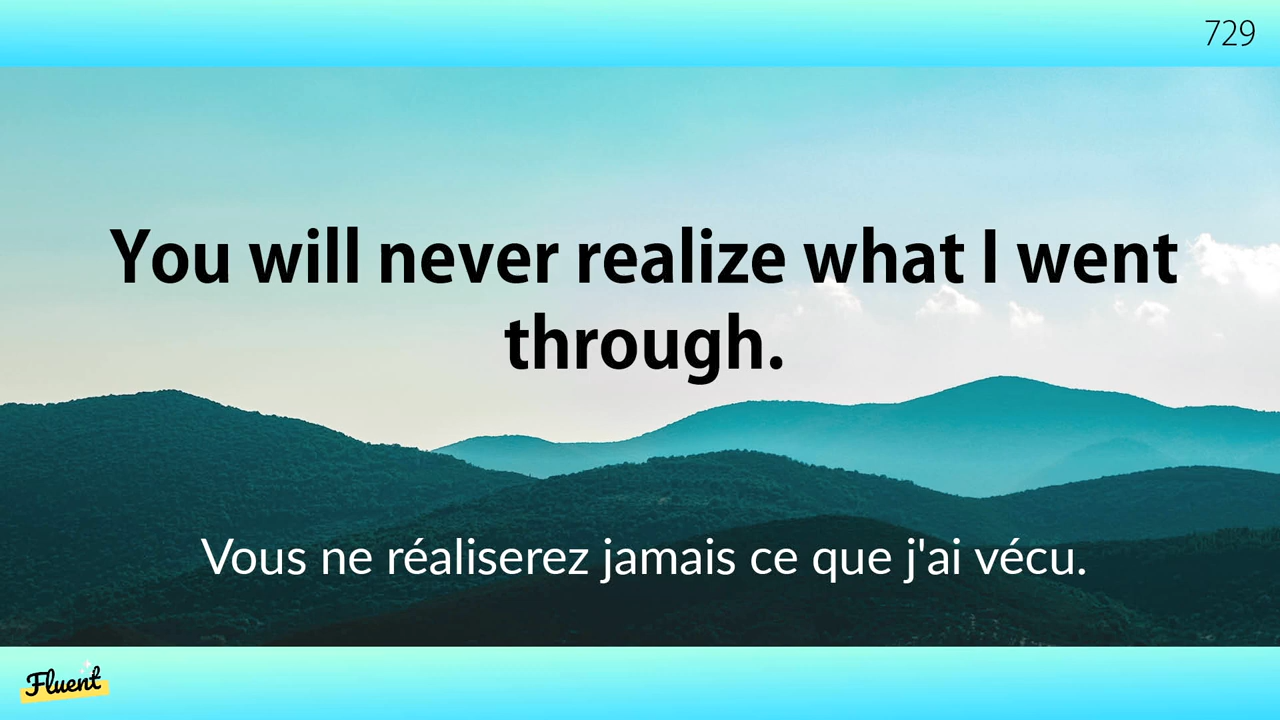 729
You will never realize what I went
through.
Vous ne réaliserez jamais ce que j'ai vécu.
Fluent